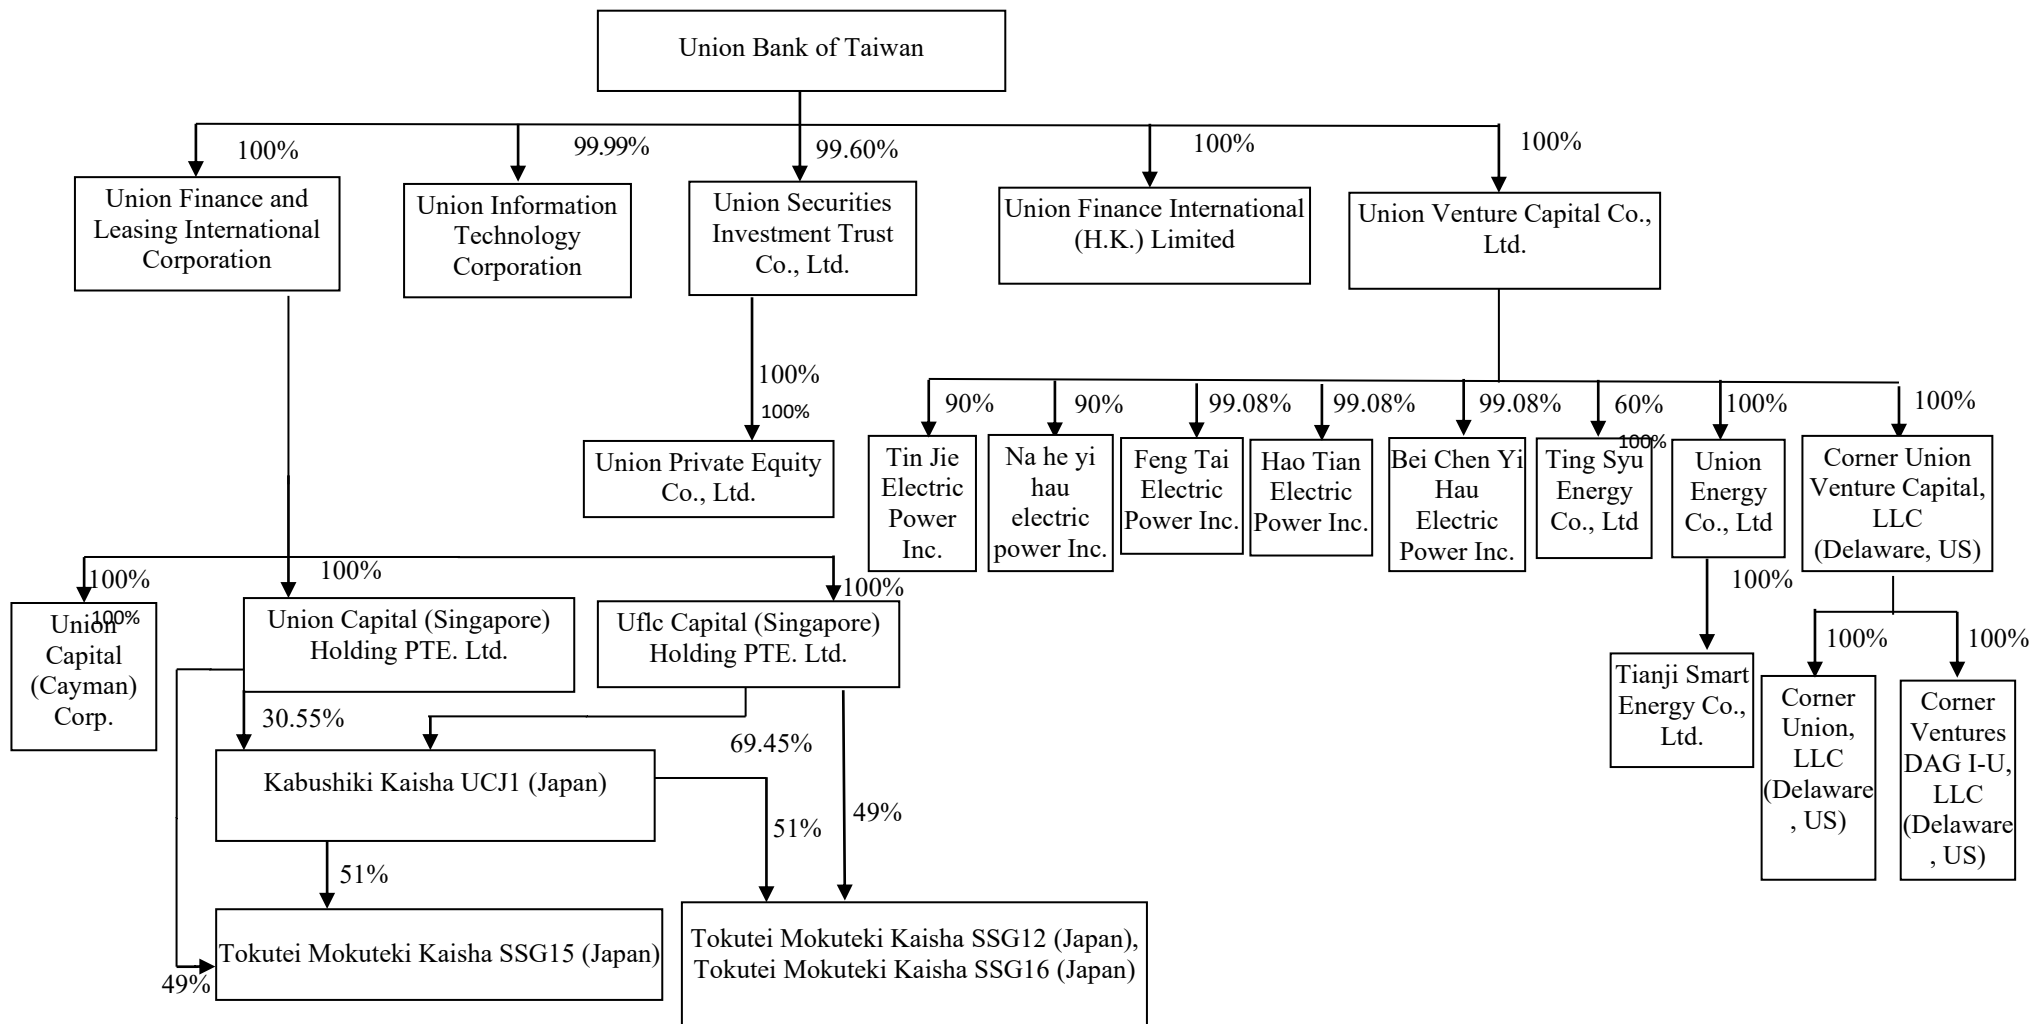 Union Bank of Taiwan
100%
99.99%
99.60%
100%
100%
Union Finance and
Leasing International
Corporation
Union Information
Technology
Corporation
Union Securities
Investment Trust
Co., Ltd.
Union Finance International
(H.K.) Limited
Union Venture Capital Co.,
Ltd.
100%
100%
Union Private Equity
Co., Ltd.
90%
90%
99.08%
99.08%
99.08%
60%
100%
100%
100%
Tin Jie
Electric
Power
Inc.
Na he yi
hau
electric
power Inc.
Feng Tai
Electric
Power Inc.
Hao Tian
Electric
Power Inc.
Bei Chen Yi
Hau
Electric
Power Inc.
Ting Syu
Energy
Co., Ltd
Union
Energy
Co., Ltd
Corner Union
Venture Capital,
LLC
(Delaware, US)
100%
100%
100%
100%
100%
Union
Capital
(Cayman)
Corp.
Union Capital (Singapore)
Holding PTE. Ltd.
Uflc Capital (Singapore)
Holding PTE. Ltd.
100%
100%
100%
Tianji Smart
Energy Co.,
Ltd.
Corner
Union,
LLC
(Delaware
, US)
Corner
Ventures
DAG I-U,
LLC
(Delaware
, US)
30.55%
69.45%
Kabushiki Kaisha UCJ1 (Japan)
51%
49%
51%
49%
Tokutei Mokuteki Kaisha SSG15 (Japan)
Tokutei Mokuteki Kaisha SSG12 (Japan),
Tokutei Mokuteki Kaisha SSG16 (Japan)